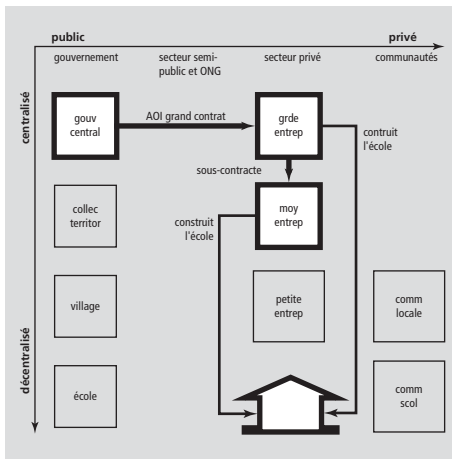 public
privé
gouvernement
secteur semi-
public et ONG
secteur privé
communautés
centralisé
gouv
central
AOI grand contrat
grde
entrep
construit
l'école
sous-contracte
collec
territor
moy
entrep
construit
l'école
village
petite
entrep
comm
locale
décentralisé
école
comm
scol